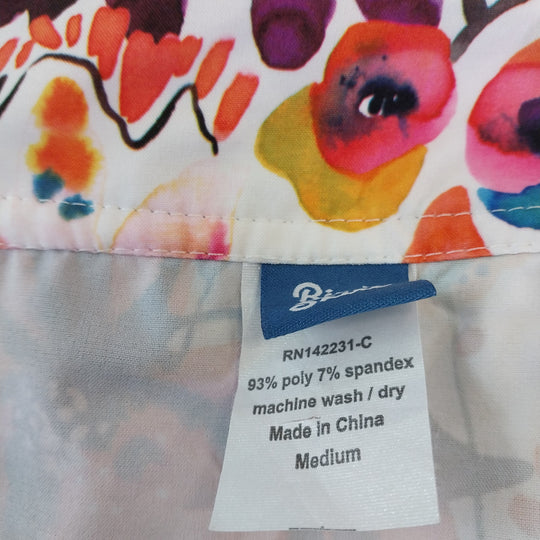 RN142231-C
93% poly 7% spandex
machine wash / dry
Made in China
Medium